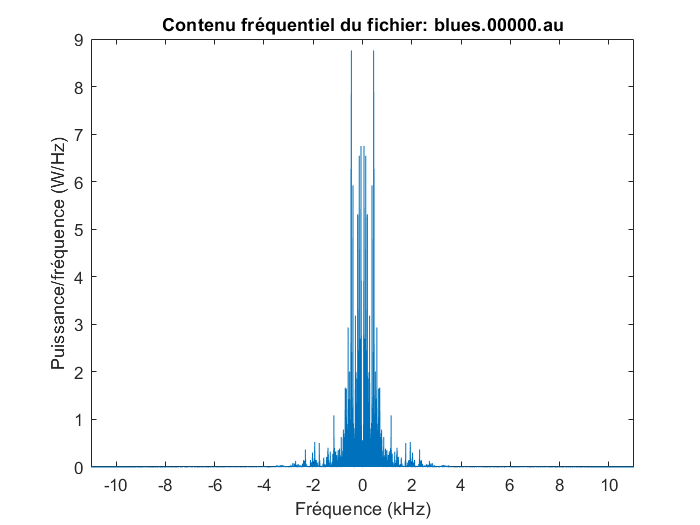 Contenu fréquentiel du fichier: blues.00000.au
Puissance/fréquence (W/Hz)
9
8
7
6
5
4
3
2
1
0
-10 -8 -6 -4 -2 0 2 4 6 8 10
Fréquence (kHz)